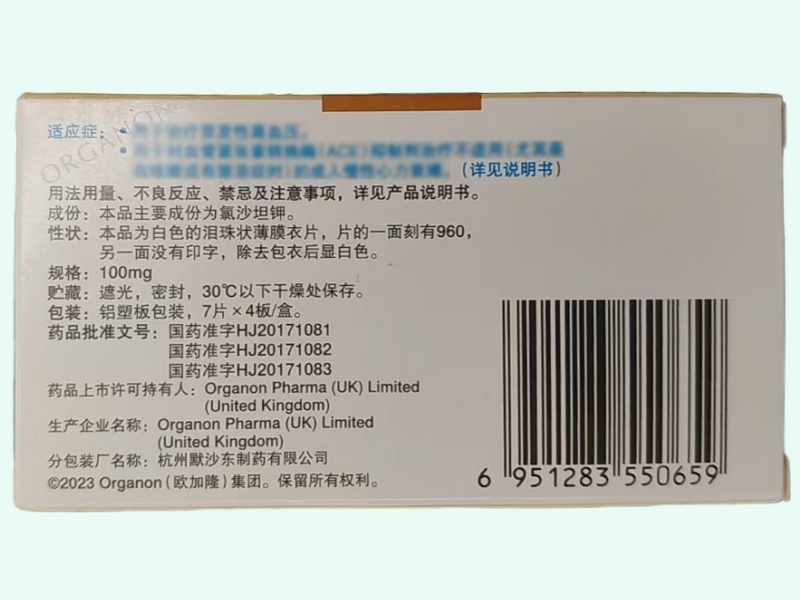 ORGANON
适应症：
（详见说明书）
用法用量、不良反应、禁忌及注意事项，详见产品说明书。
成份：本品主要成份为氯沙坦钾。
性状：本品为白色的泪珠状薄膜衣片，片的一面刻有960，
另一面没有印字，除去包衣后显白色。
规格：100mg
贮藏：遮光，密封，30℃以下干燥处保存。
包装：铝塑板包装，7片×4板/盒。
药品批准文号：国药准字HJ20171081
国药准字HJ20171082
国药准字HJ20171083
药品上市许可持有人：Organon Pharma (UK) Limited
(United Kingdom)
生产企业名称：Organon Pharma (UK) Limited
(United Kingdom)
分包装厂名称：杭州默沙东制药有限公司
©2023 Organon（欧加隆）集团。保留所有权利。
6 951283 550659